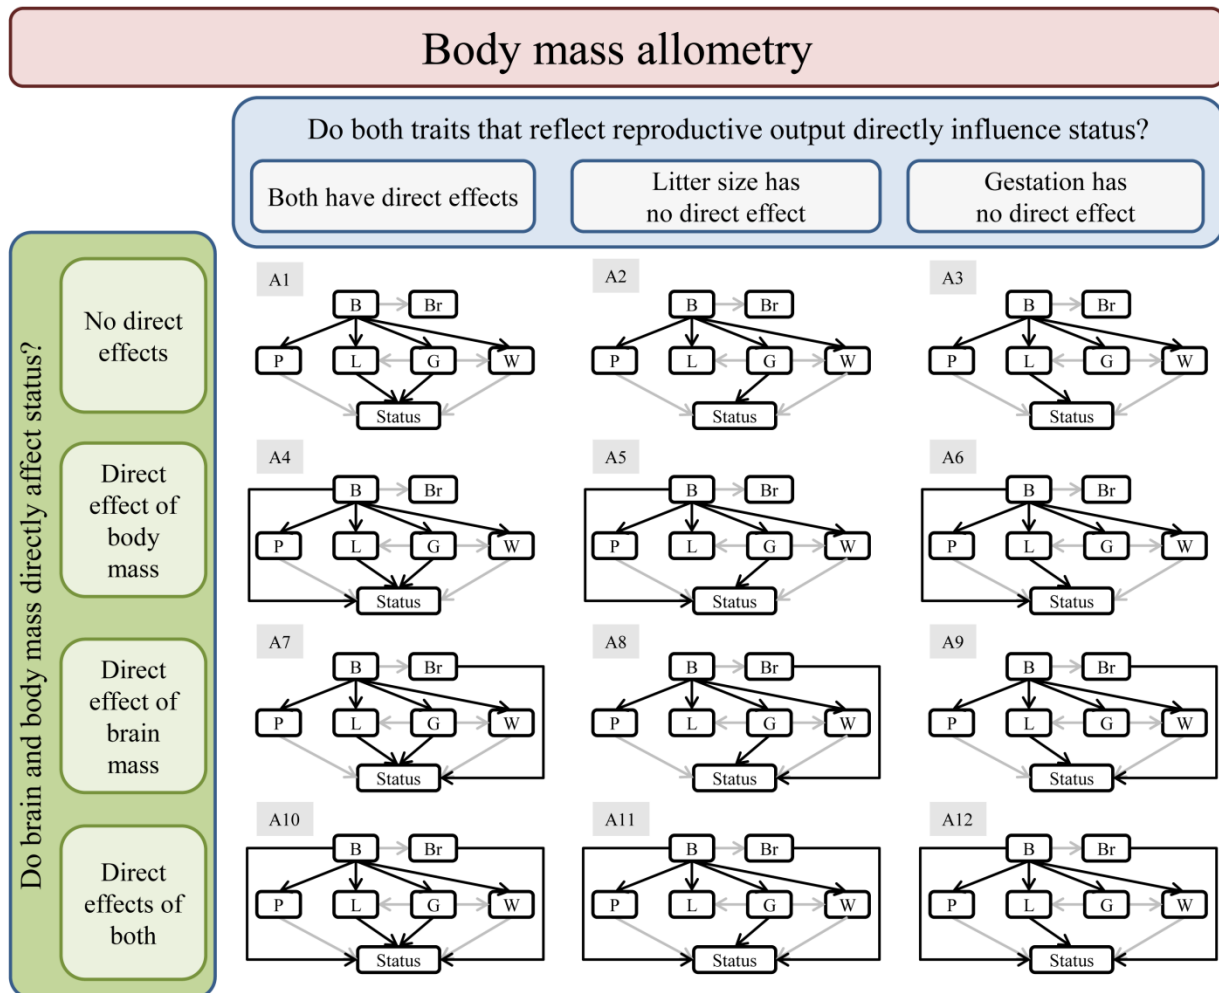 Body mass allometry
Do both traits that reflect reproductive output directly influence status?
Both have direct effects
Litter size has
no direct effect
Gestation has
no direct effect
Do brain and body mass directly affect status?
No direct
effects
A1
B
Br
P
L
G
W
Status
A2
B
Br
P
L
G
W
Status
A3
B
Br
P
L
G
W
Status
Direct
effect of
body
mass
A4
B
Br
P
L
G
W
Status
A5
B
Br
P
L
G
W
Status
A6
B
Br
P
L
G
W
Status
Direct
effect of
brain
mass
A7
B
Br
P
L
G
W
Status
A8
B
Br
P
L
G
W
Status
A9
B
Br
P
L
G
W
Status
Direct
effects of
both
A10
B
Br
P
L
G
W
Status
A11
B
Br
P
L
G
W
Status
A12
B
Br
P
L
G
W
Status